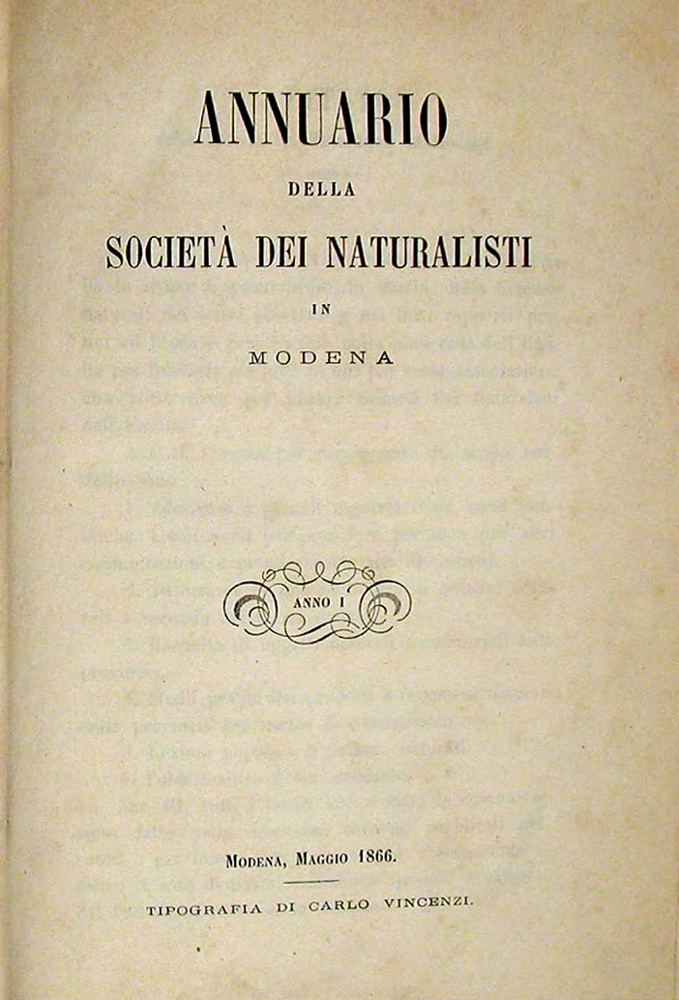 ANNUARIO
DELLA
SOCIETÀ DEI NATURALISTI
IN
MODENA
ANNO I
MODENA, MAGGIO 1866.
TIPOGRAFIA DI CARLO VINCENZI.